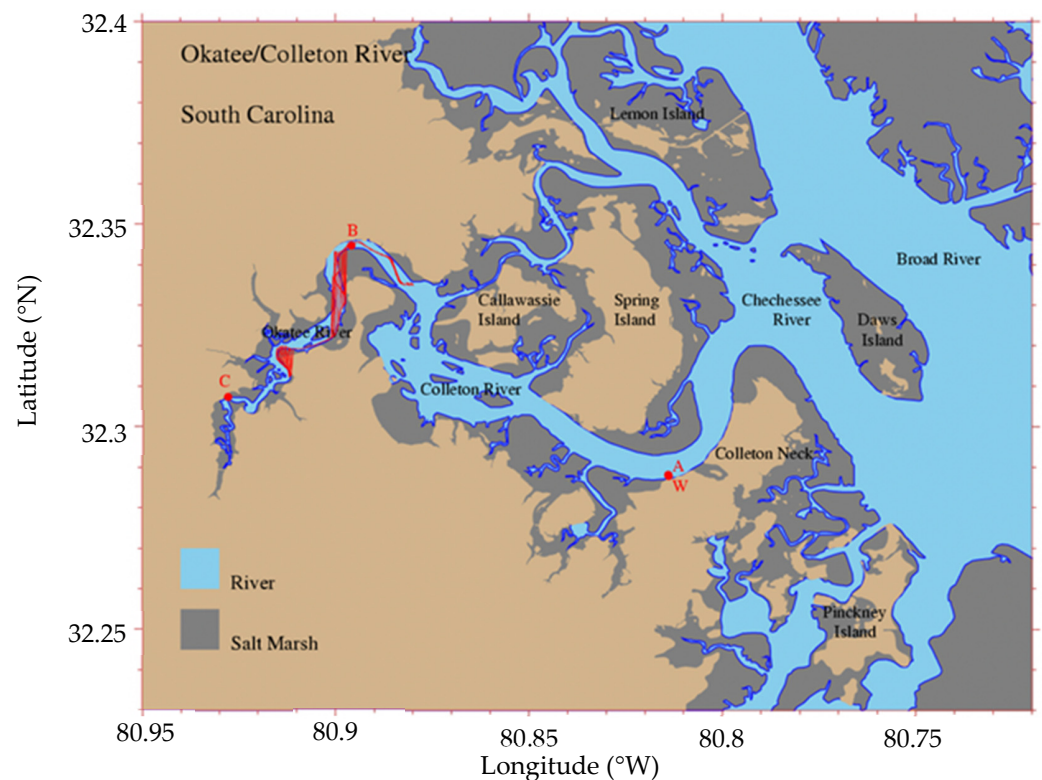 32.4
Okatee/Colleton River
South Carolina
Lemon Island
B
32.35
Broad River
Callawassie
Island
Spring
Island
Chechessee
River
Daws
Island
Okatee River
C
Colleton River
32.3
Colleton Neck
A
W
River
Salt Marsh
Pinckney
Island
32.25
80.95
80.9
80.85
80.8
80.75
Longitude (°W)
Latitude (°N)